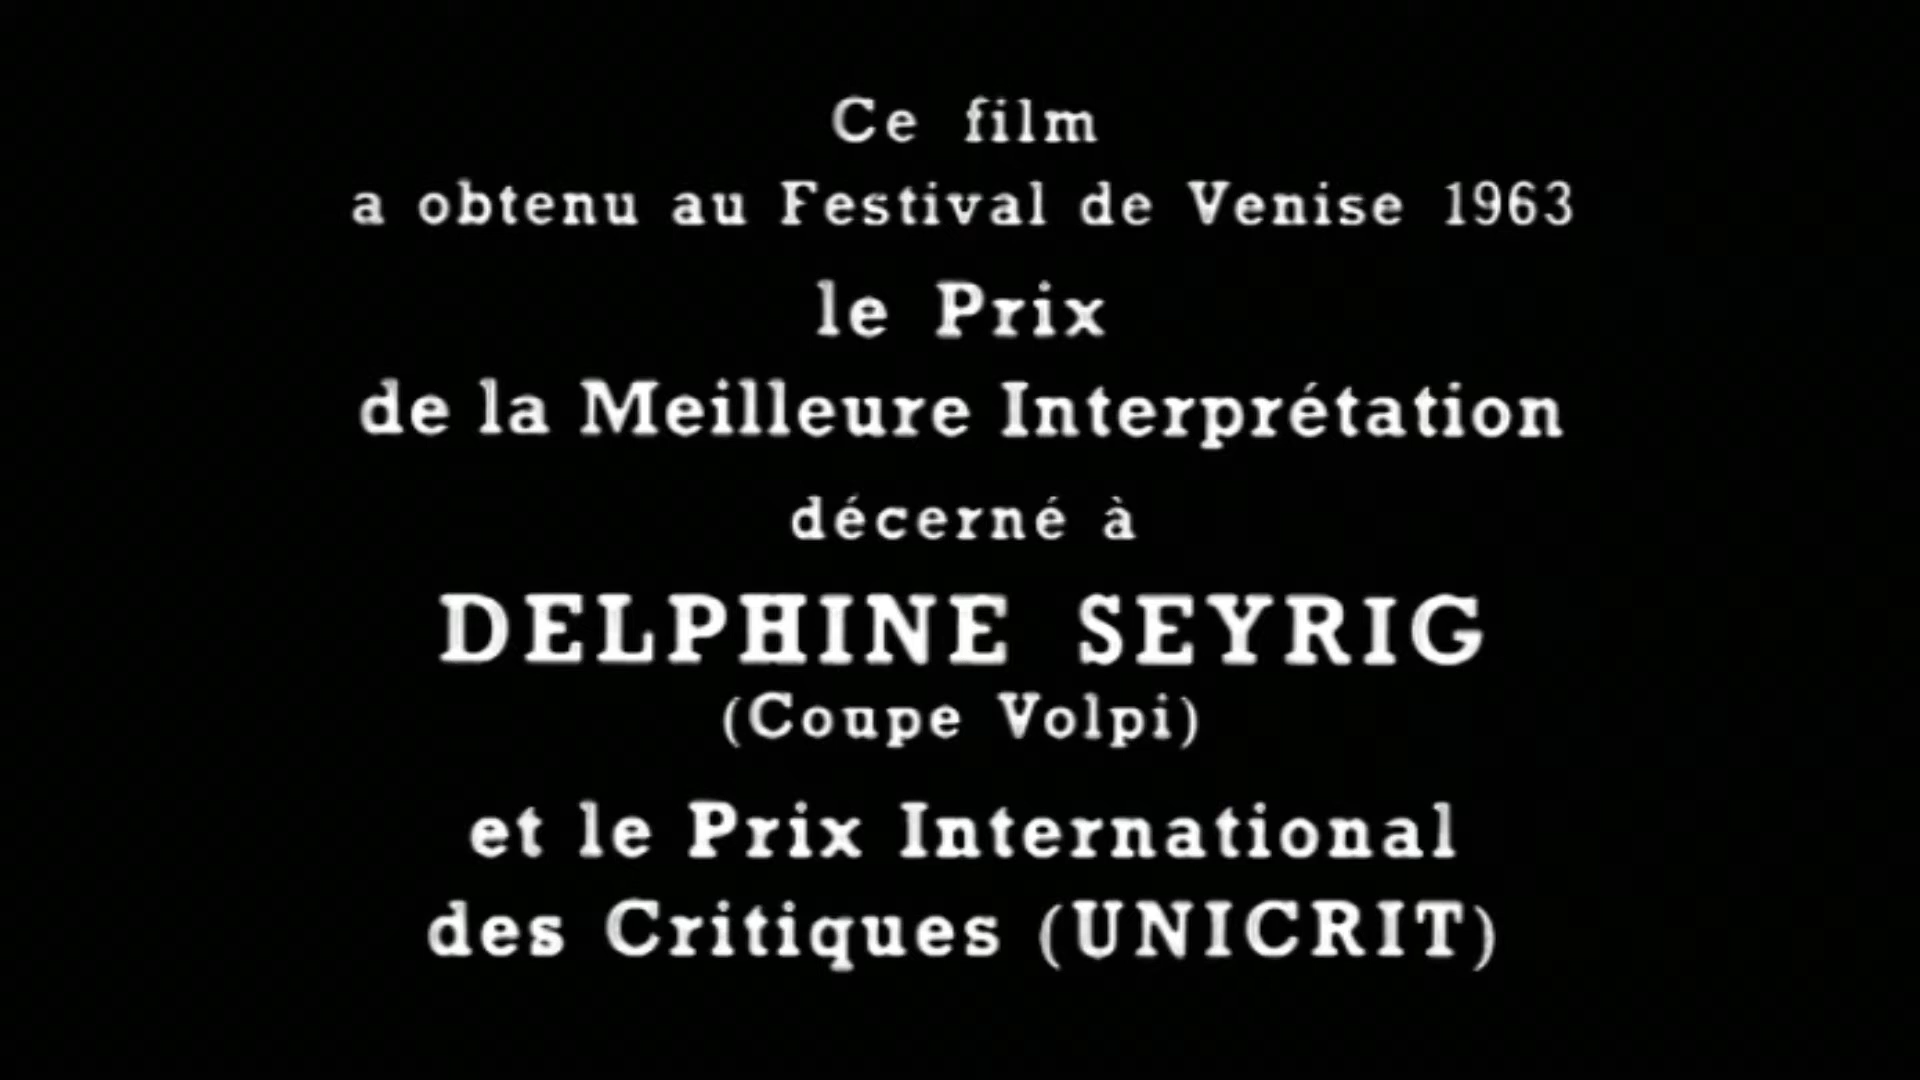 Ce film
a obtenu au Festival de Venise 1963
le Prix
de la Meilleure Interprétation
décerné à
DELPHINE SEYRIG
(Coupe Volpi)
et le Prix International
des Critiques (UNICRIT)